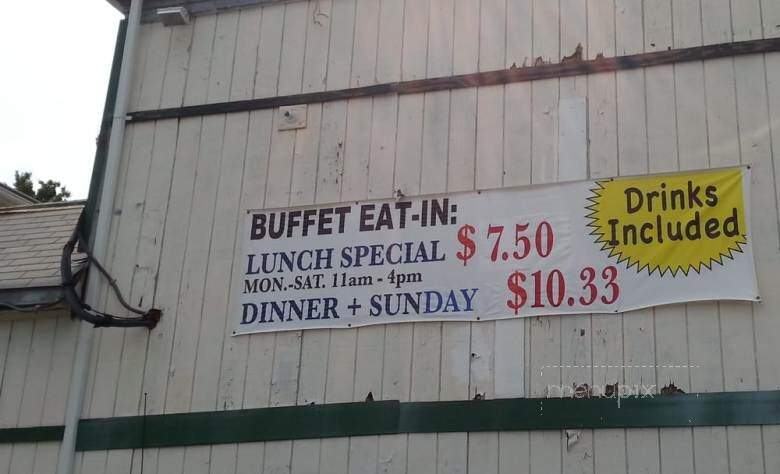 BUFFET EAT-IN:
LUNCH SPECIAL $7.50
MON.-SAT. 11am - 4pm
DINNER + SUNDAY $10.33
Drinks
Included
menupix